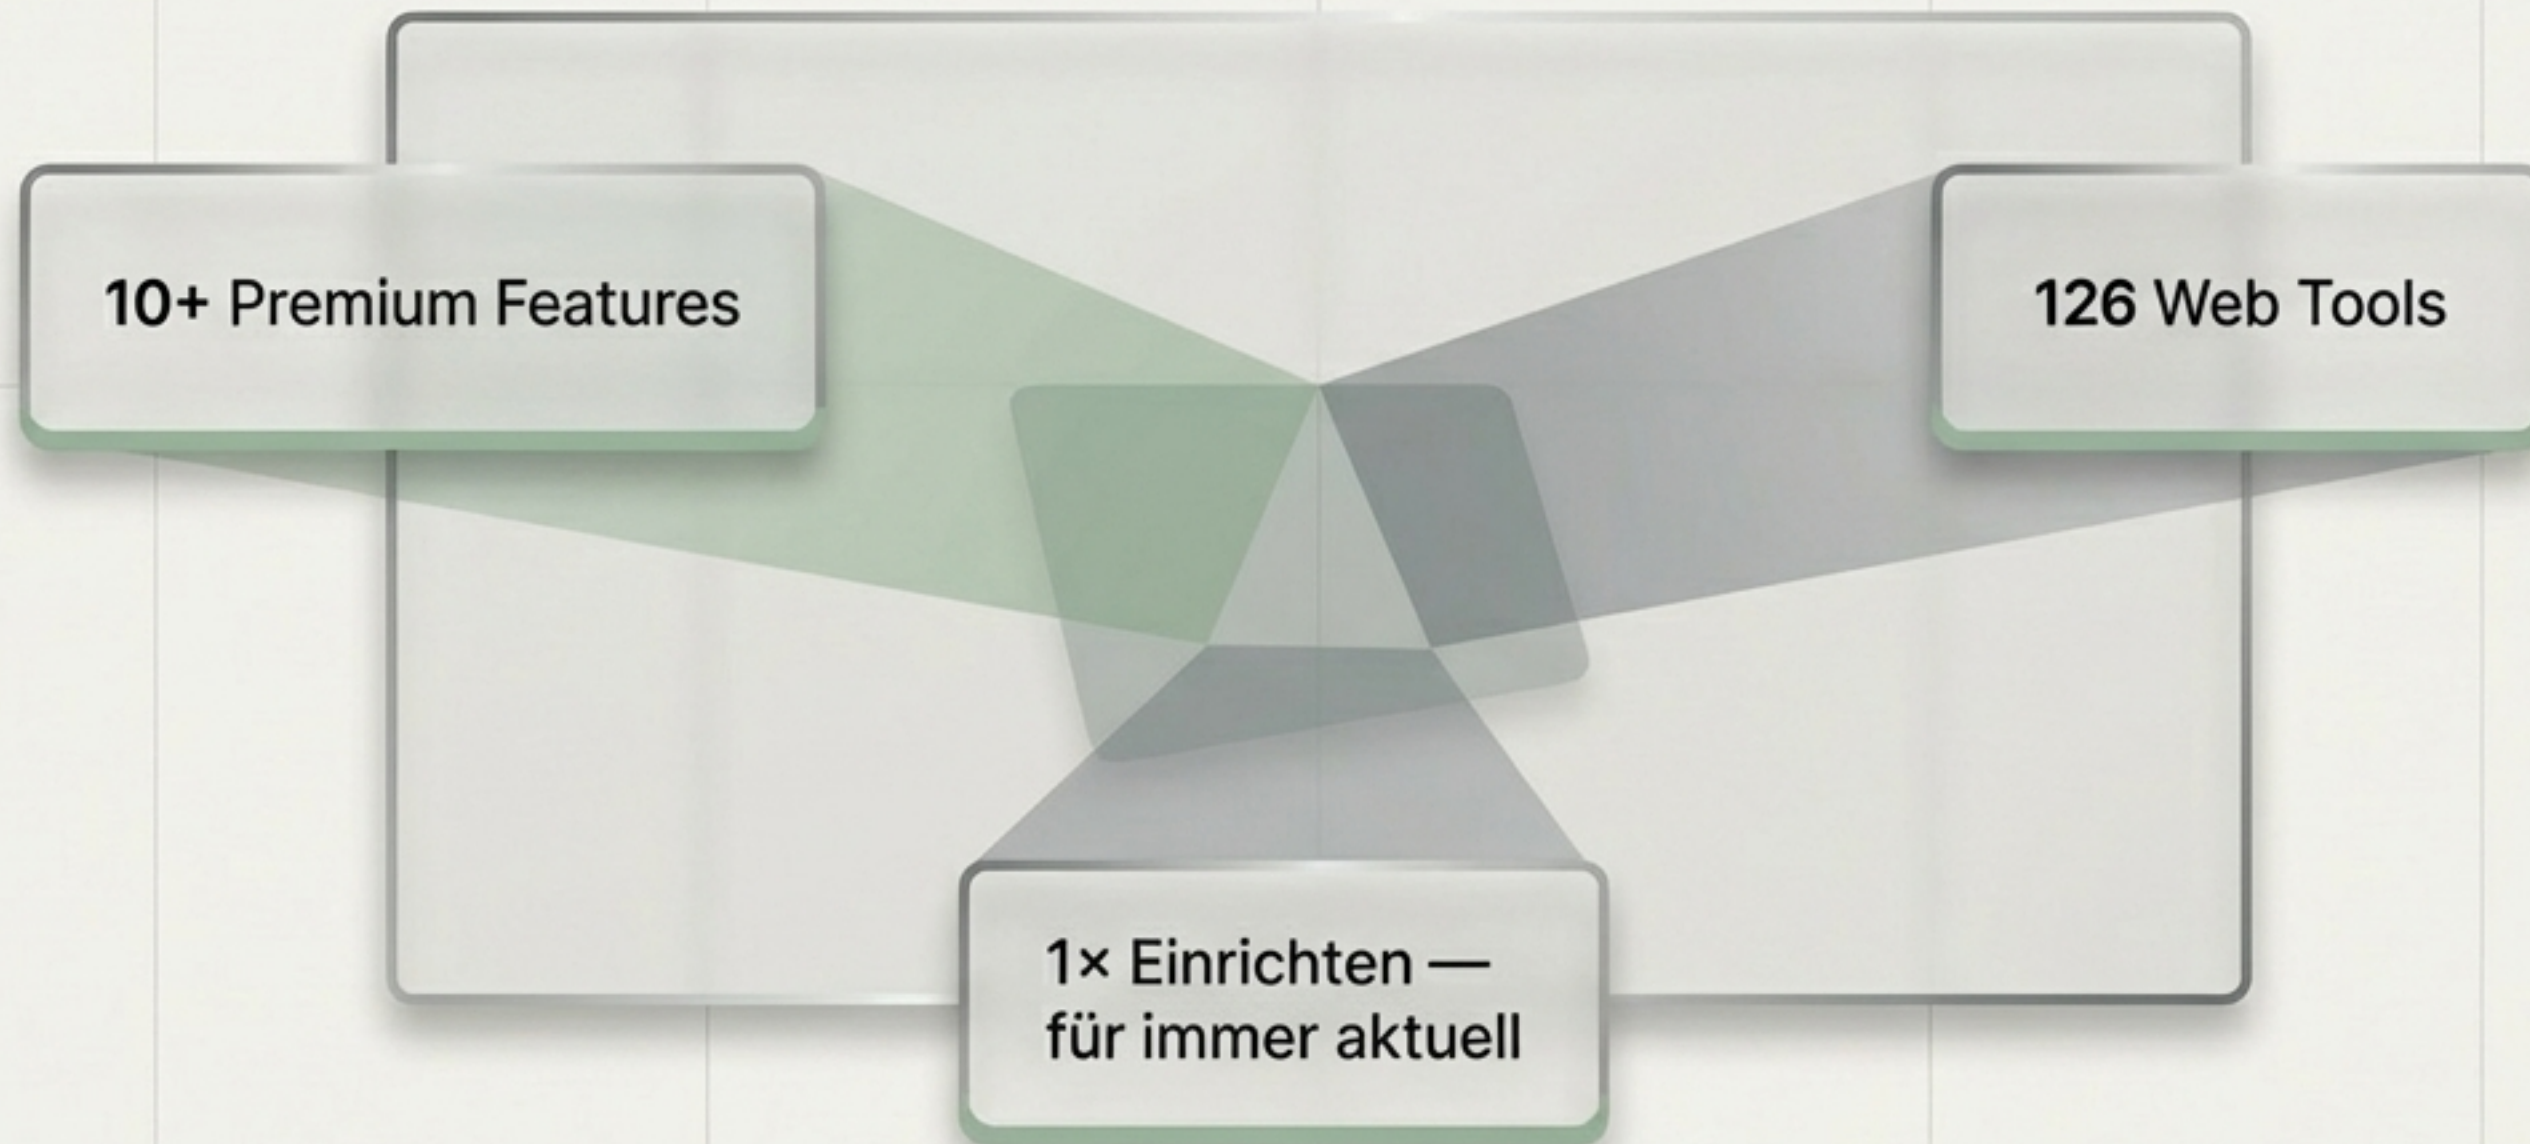 10+ Premium Features
126 Web Tools
1× Einrichten —
für immer aktuell